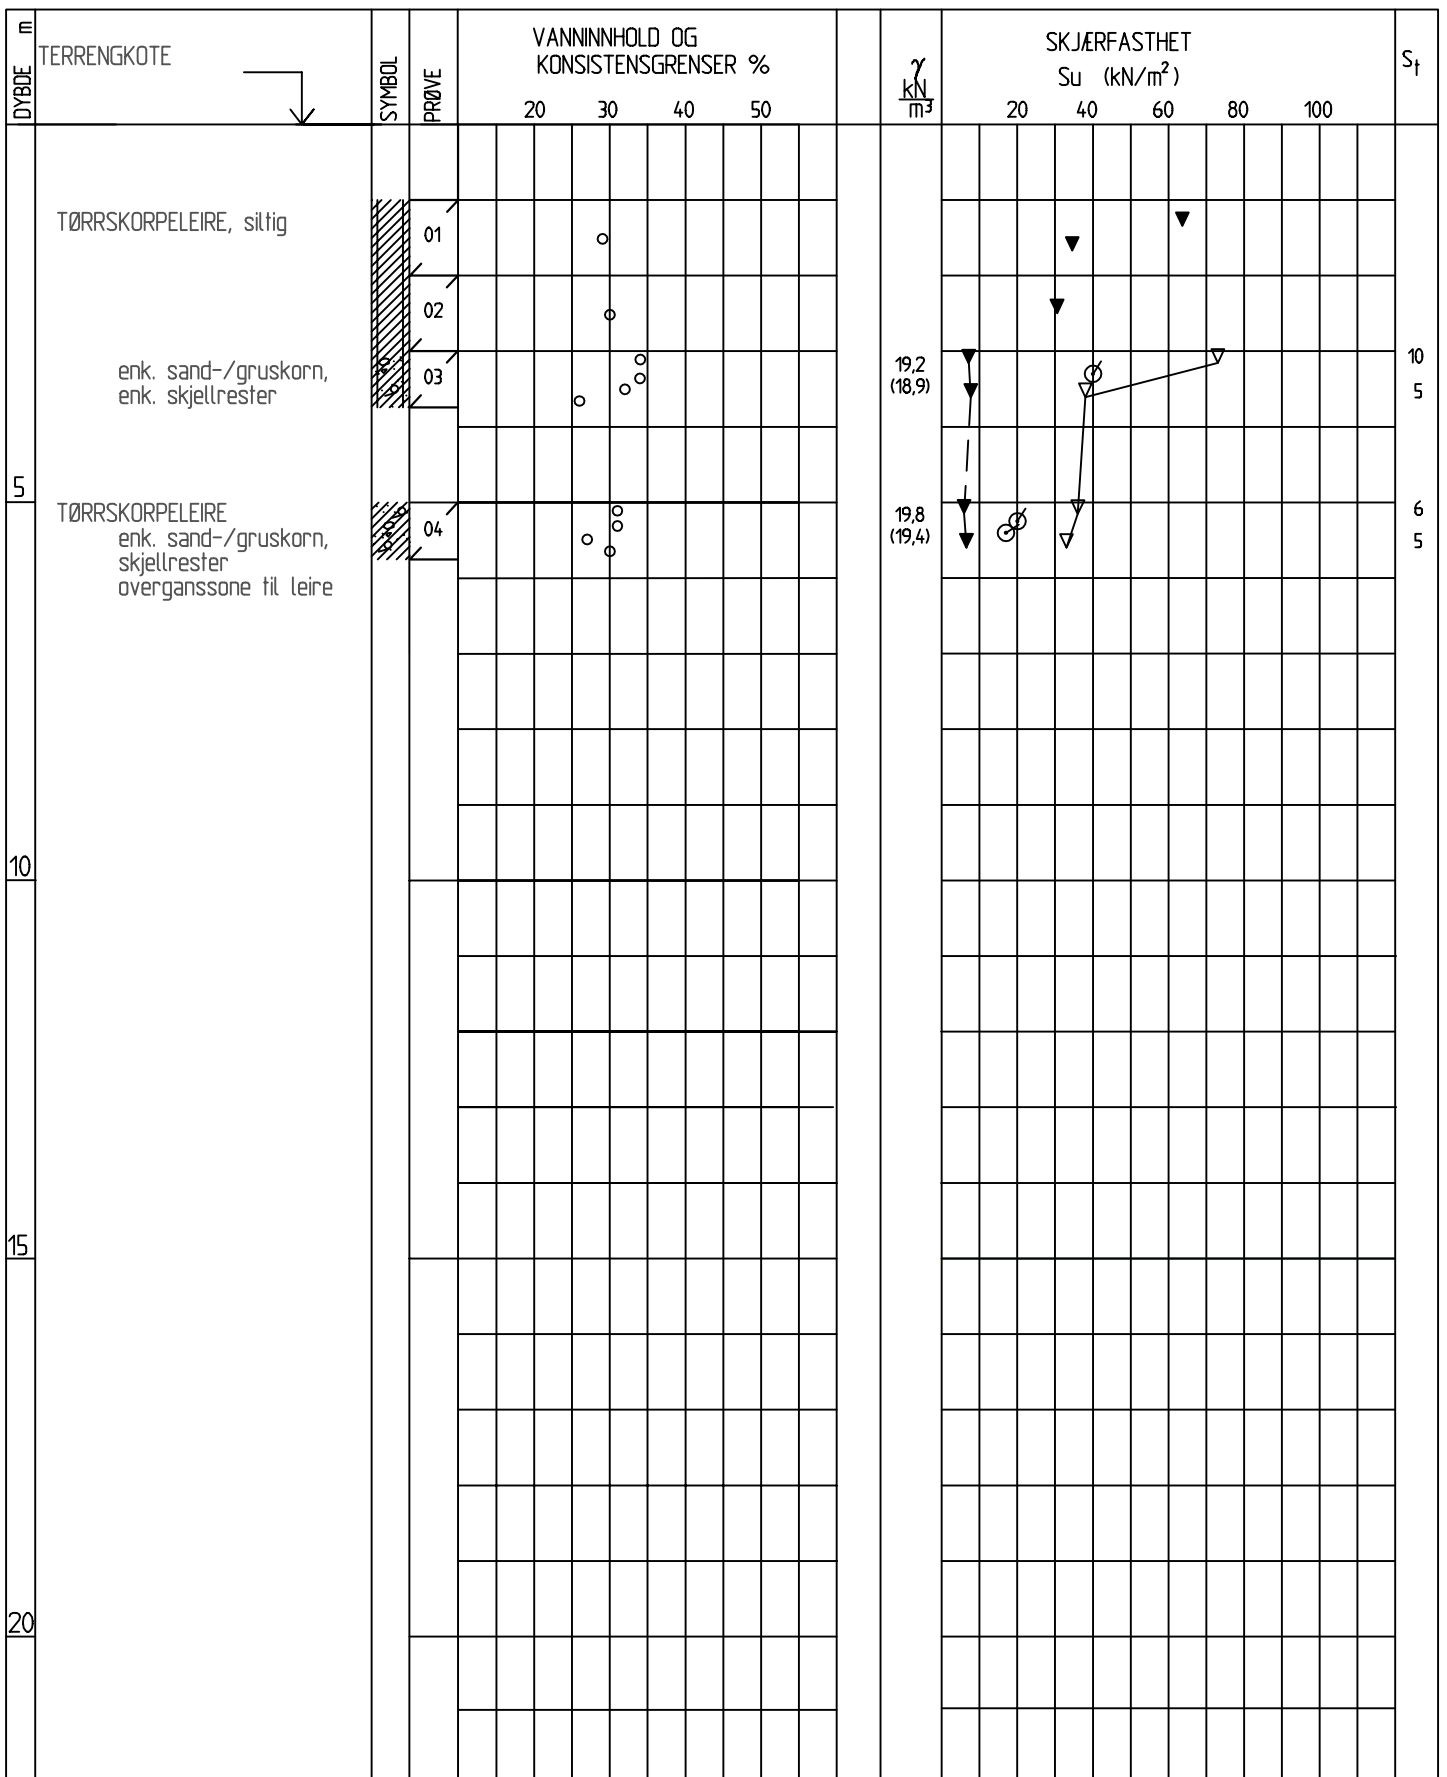 m
DYBDE
TERRENGKOTE
SYMBOL
PRØVE
VANNINNHOLD OG
KONSISTENSGRENSER %
20 30 40 50
γ
kN
m³
SKJÆRFASTHET
Su (kN/m²)
20 40 60 80 100
St
TØRRSKORPELEIRE, siltig
01
02
enk. sand-/gruskorn,
enk. skjellrester
03
19,2
(18,9)
10
5
5
TØRRSKORPELEIRE
enk. sand-/gruskorn,
skjellrester
overganssone til leire
04
19,8
(19,4)
6
5
10
15
20